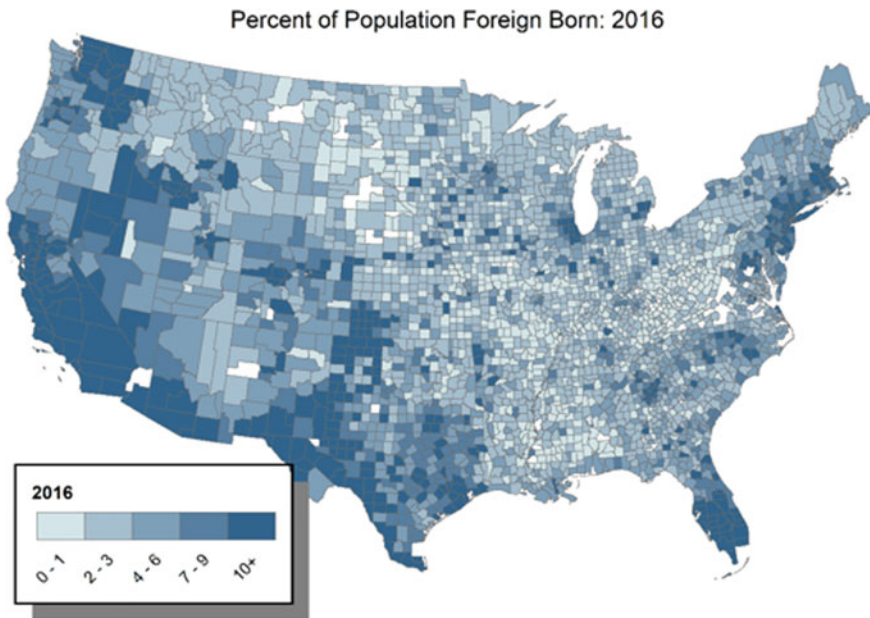 Percent of Population Foreign Born: 2016
2016
0 - 1
2 - 3
4 - 6
7 - 9
10+